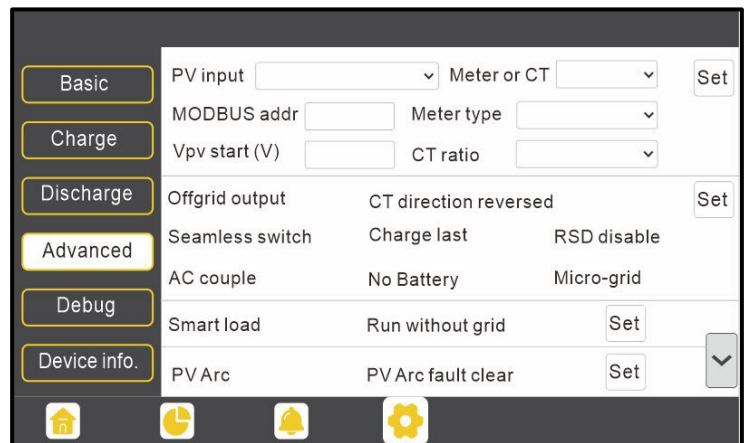 Basic
Charge
Discharge
Advanced
Debug
Device info.
PV input Meter or CT Set
MODBUS addr Meter type
Vpv start (V) CT ratio
Offgrid output CT direction reversed Set
Seamless switch Charge last RSD disable
AC couple No Battery Micro-grid
Smart load Run without grid Set
PV Arc PV Arc fault clear Set